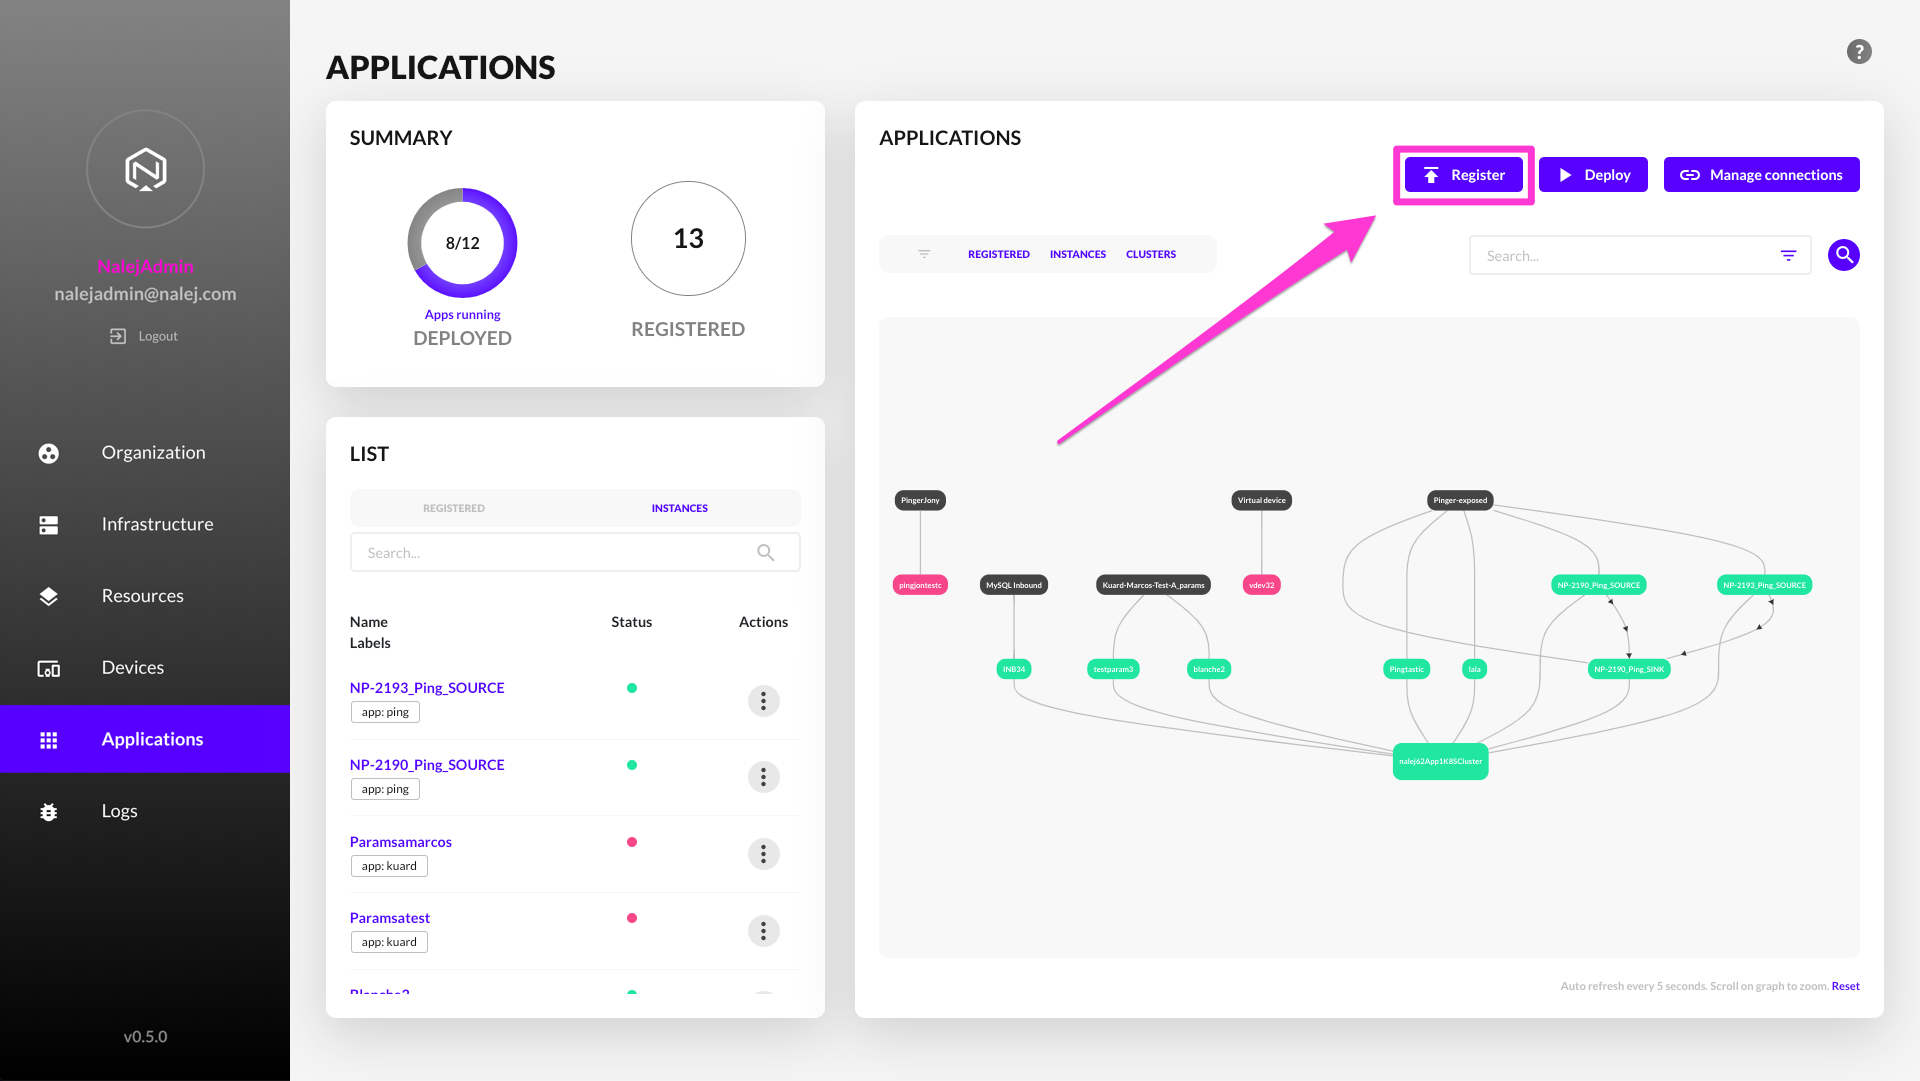 NalejAdmin
nalejadmin@nalej.com
Logout
Organization
Infrastructure
Resources
Devices
Applications
Logs
v0.5.0
APPLICATIONS
?
SUMMARY
8/12
Apps running
DEPLOYED
13
REGISTERED
LIST
REGISTERED INSTANCES
Search...
Name Status Actions
Labels
NP-2193_Ping_SOURCE
app: ping
NP-2190_Ping_SOURCE
app: ping
Paramsamarcos
app: kuard
Paramsatest
app: kuard
Blanche2
APPLICATIONS
Register Deploy Manage connections
REGISTERED INSTANCES CLUSTERS
Search...
PingerJony Virtual device Pinger-exposed
pingjontestc MySQL Inbound Kuard-Marcos-Test-A_params vdev32 NP-2190_Ping_SOURCE NP-2193_Ping_SOURCE
INB34 testparam3 blanche2 Pingtastic lala NP-2190_Ping_SINK
nalej62App1K8SCluster
Auto refresh every 5 seconds. Scroll on graph to zoom. Reset